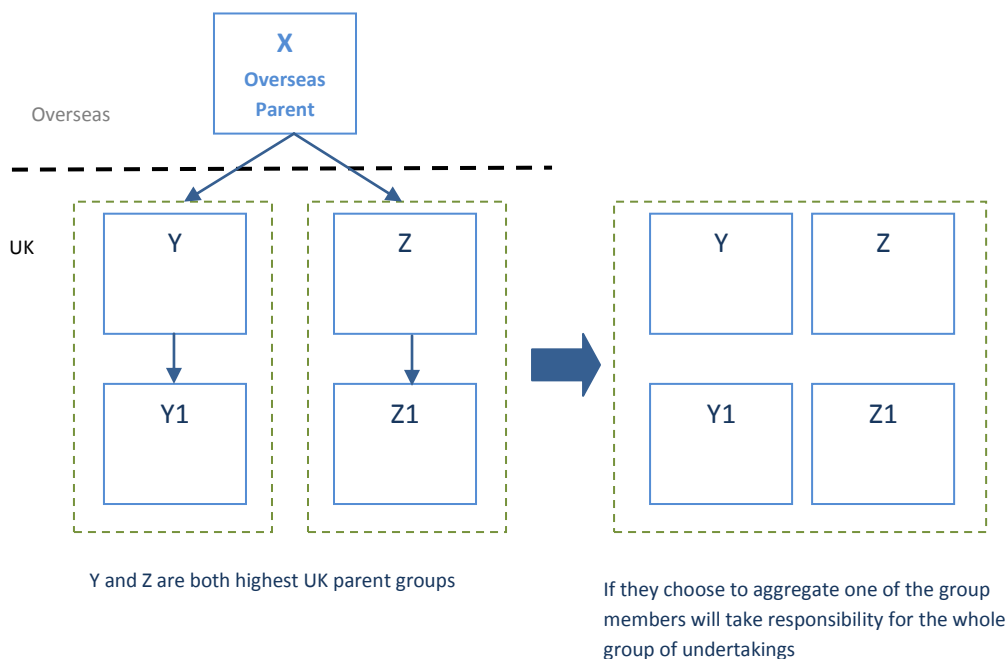 X
Overseas
Parent
Overseas
UK
Y
Z
Y
Z
Y1
Z1
Y1
Z1
Y and Z are both highest UK parent groups
If they choose to aggregate one of the group
members will take responsibility for the whole
group of undertakings